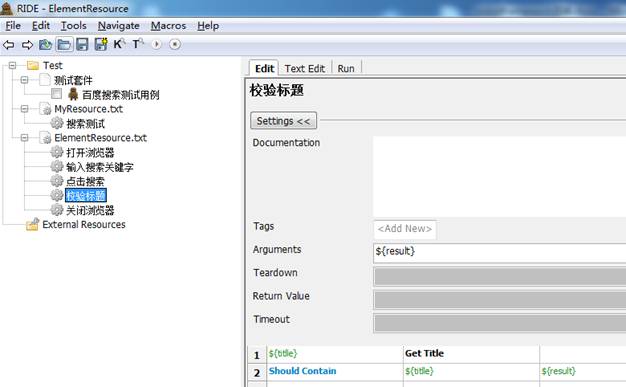 RIDE - ElementResource
File Edit Tools Navigate Macros Help
K T
Test
测试套件
百度搜索测试用例
MyResource.txt
搜索测试
ElementResource.txt
打开浏览器
输入搜索关键字
点击搜索
校验标题
关闭浏览器
External Resources
Edit Text Edit Run
校验标题
Settings <<
Documentation
Tags <Add New>
Arguments ${result}
Teardown
Return Value
Timeout
1 ${title} Get Title
2 Should Contain ${title} ${result}